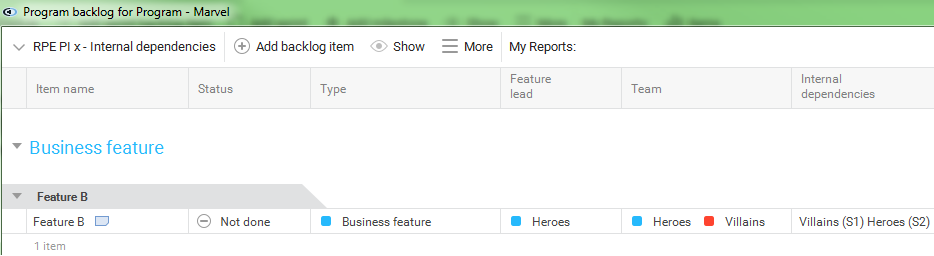 Program backlog for Program - Marvel
RPE PI x - Internal dependencies Add backlog item Show More My Reports:
Item name Status Type Feature lead Team Internal dependencies
Business feature
Feature B
Feature B Not done Business feature Heroes Heroes Villains Villains (S1) Heroes (S2)
1 item